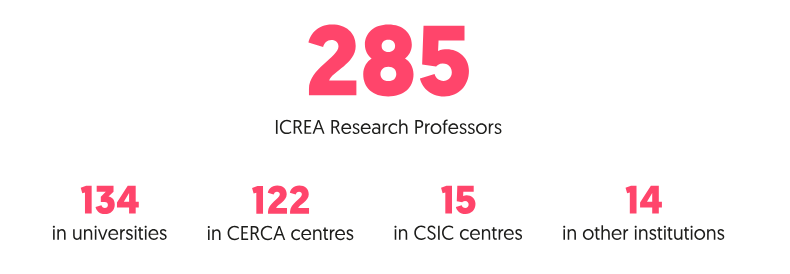 285
ICREA Research Professors
134
in universities
122
in CERCA centres
15
in CSIC centres
14
in other institutions